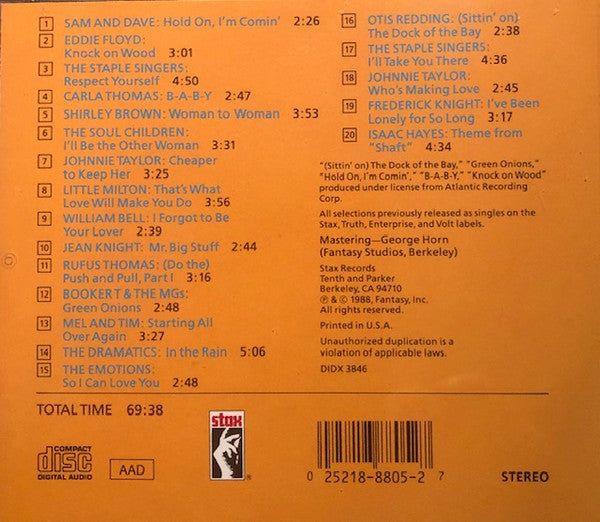 1 SAM AND DAVE: Hold On, I'm Comin' 2:26
2 EDDIE FLOYD:
Knock on Wood 3:01
3 THE STAPLE SINGERS:
Respect Yourself 4:50
4 CARLA THOMAS: B-A-B-Y 2:47
5 SHIRLEY BROWN: Woman to Woman 3:53
6 THE SOUL CHILDREN:
I'll Be the Other Woman 3:31
7 JOHNNIE TAYLOR: Cheaper
to Keep Her 3:25
8 LITTLE MILTON: That's What
Love Will Make You Do 3:56
9 WILLIAM BELL: I Forgot to Be
Your Lover 2:39
10 JEAN KNIGHT: Mr. Big Stuff 2:44
11 RUFUS THOMAS: (Do the)
Push and Pull, Part I 3:16
12 BOOKER T & THE MGs:
Green Onions 2:48
13 MEL AND TIM: Starting All
Over Again 3:27
14 THE DRAMATICS: In the Rain 5:06
15 THE EMOTIONS:
So I Can Love You 2:48
16 OTIS REDDING: (Sittin' on)
The Dock of the Bay 2:38
17 THE STAPLE SINGERS:
I'll Take You There 4:36
18 JOHNNIE TAYLOR:
Who's Making Love 2:45
19 FREDERICK KNIGHT: I've Been
Lonely for So Long 3:17
20 ISAAC HAYES: Theme from
"Shaft" 4:34
"(Sittin' on) The Dock of the Bay," "Green Onions,"
"Hold On, I'm Comin'," "B-A-B-Y," "Knock on Wood"
produced under license from Atlantic Recording
Corp.
All selections previously released as singles on the
Stax, Truth, Enterprise, and Volt labels.
Mastering—George Horn
(Fantasy Studios, Berkeley)
Stax Records
Tenth and Parker
Berkeley, CA 94710
℗ & © 1988, Fantasy, Inc.
All rights reserved.
Printed in U.S.A.
Unauthorized duplication is a
violation of applicable laws.
DIDX 3846
TOTAL TIME 69:38
COMPACT
disc
DIGITAL AUDIO
AAD
stax
®
0 25218-8805-2 7
STEREO